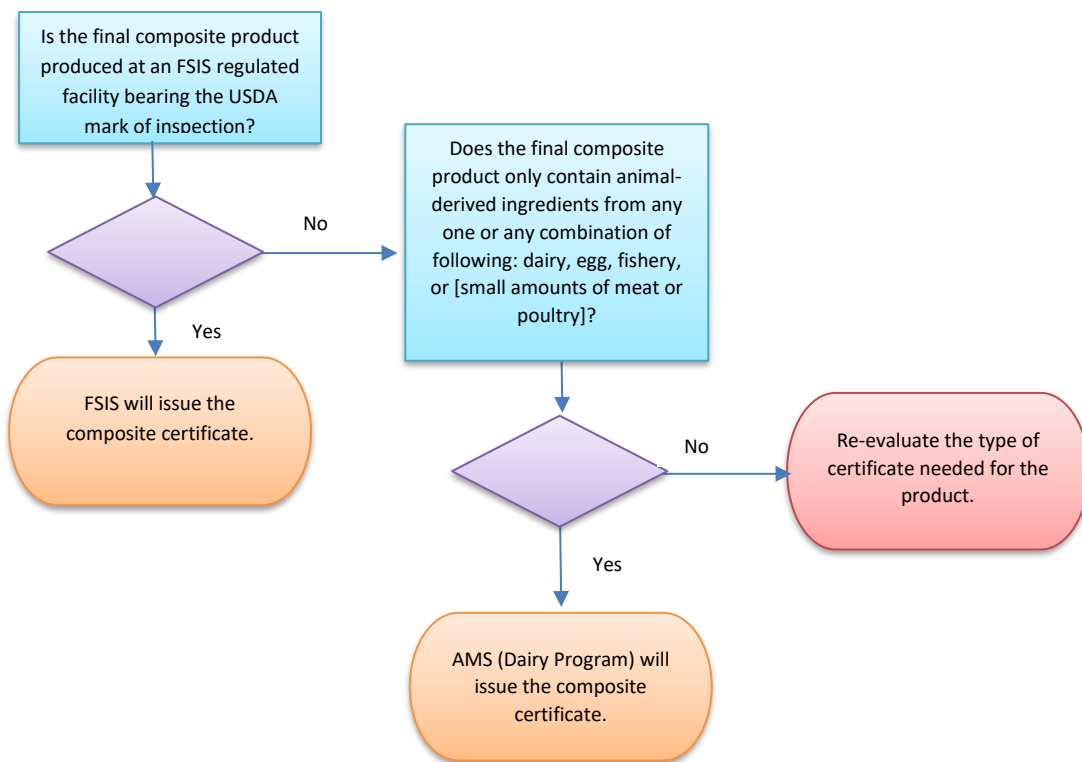 Is the final composite product
produced at an FSIS regulated
facility bearing the USDA
mark of inspection?
Does the final composite
product only contain animal-
derived ingredients from any
one or any combination of
following: dairy, egg, fishery,
or [small amounts of meat or
poultry]?
No
Yes
FSIS will issue the
composite certificate.
No
Re-evaluate the type of
certificate needed for the
product.
Yes
AMS (Dairy Program) will
issue the composite
certificate.